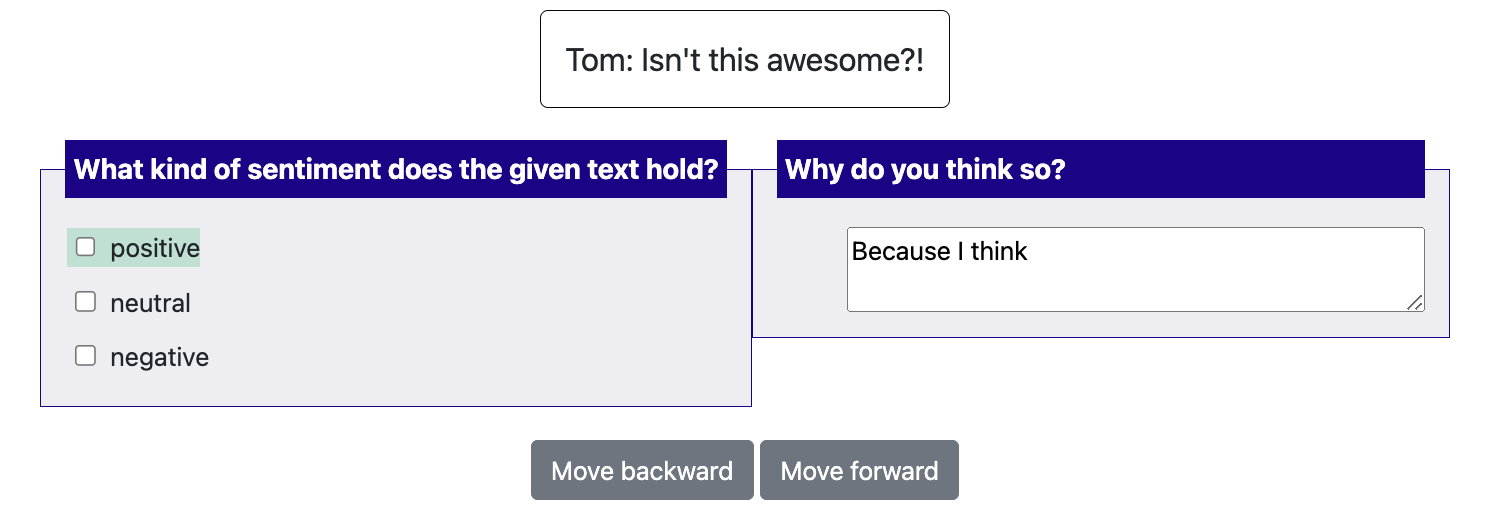 Tom: Isn't this awesome?!
What kind of sentiment does the given text hold?
positive
neutral
negative
Why do you think so?
Because I think
Move backward
Move forward